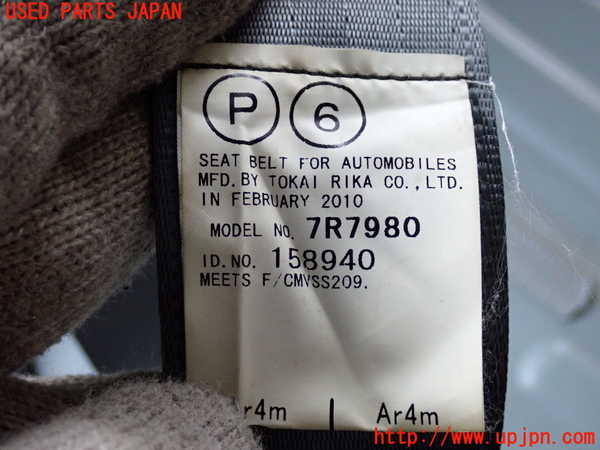 USED PARTS JAPAN
P 6
SEAT BELT FOR AUTOMOBILES
MFD. BY TOKAI RIKA CO., LTD.
IN FEBRUARY 2010
MODEL NO. 7R7980
ID. NO. 158940
MEETS F/CMVSS209.
r4m | Ar4m
http://www.upjpn.com/